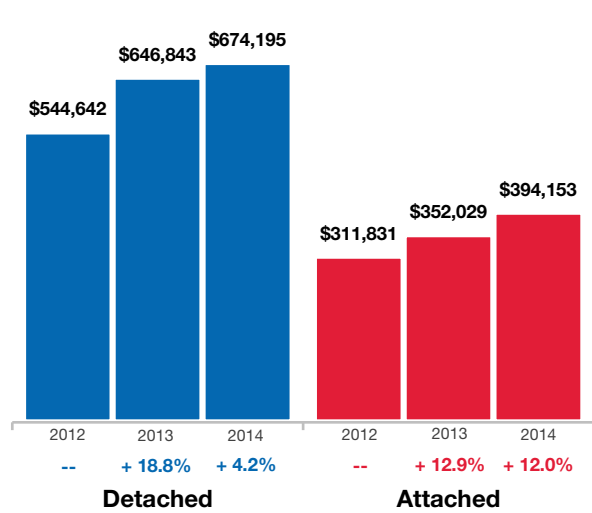 $544,642
$646,843
$674,195
$311,831
$352,029
$394,153
2012 2013 2014 2012 2013 2014
-- + 18.8% + 4.2% -- + 12.9% + 12.0%
Detached Attached